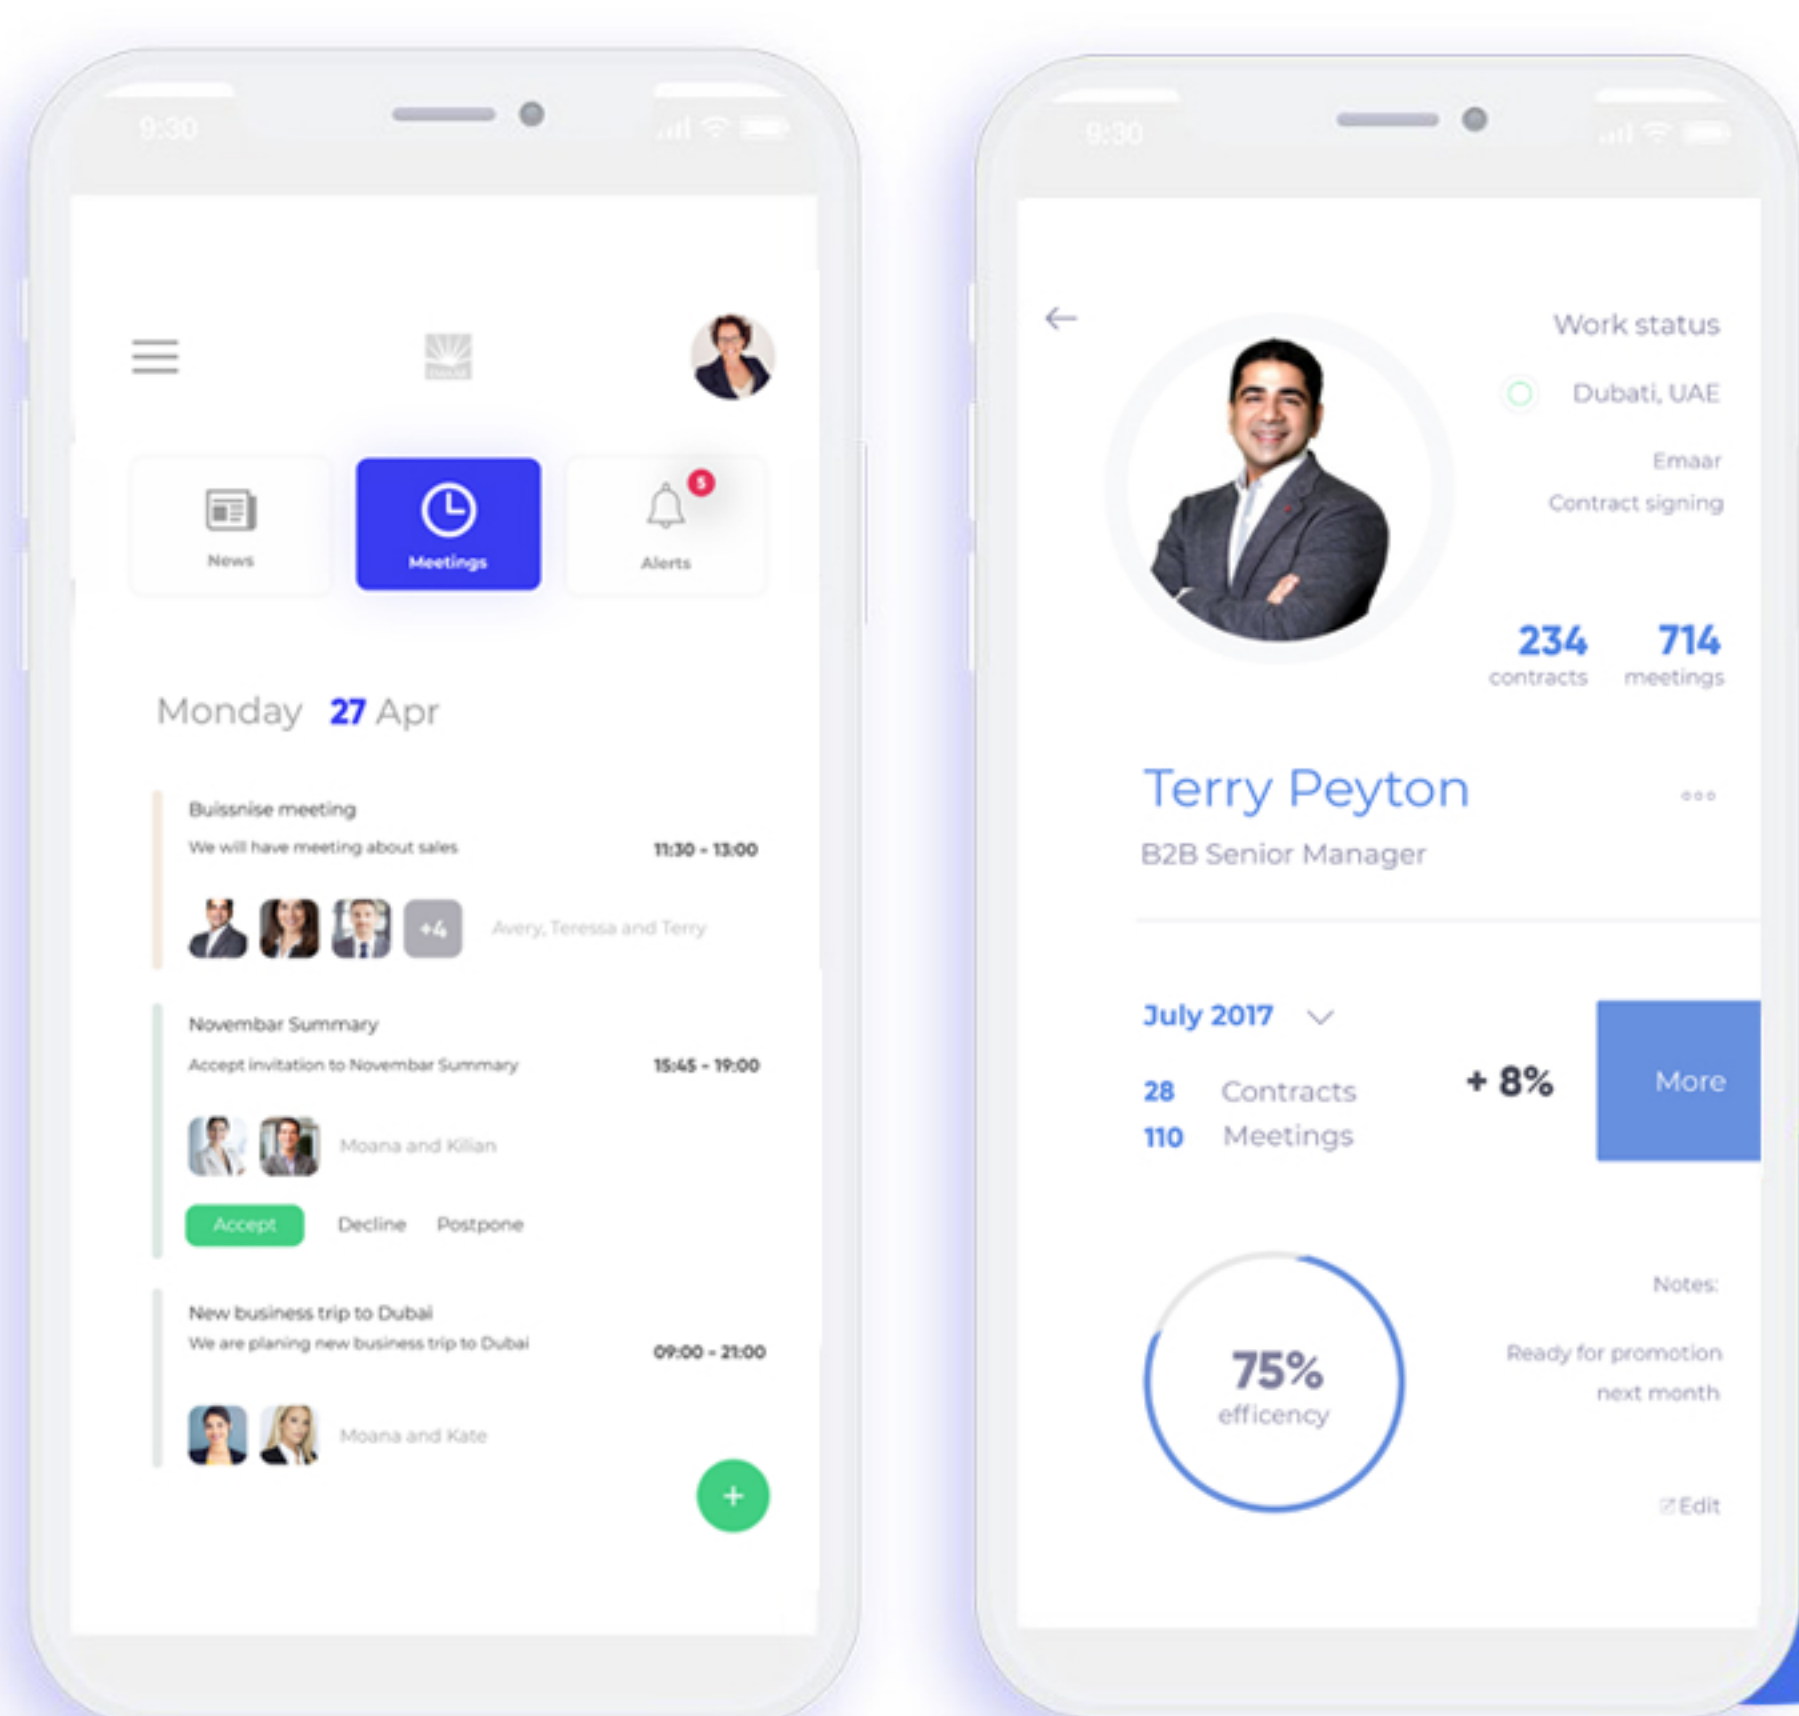 9:30
EMAAR
News
Meetings
5
Alerts
Monday 27 Apr
Buissnise meeting
We will have meeting about sales
11:30 - 13:00
+4
Avery, Teressa and Terry
Novembar Summary
Accept invitation to Novembar Summary
15:45 - 19:00
Moana and Kilian
Accept
Decline
Postpone
New business trip to Dubai
We are planing new business trip to Dubai
09:00 - 21:00
Moana and Kate
+
9:30
Work status
Dubati, UAE
Emaar
Contract signing
234
contracts
714
meetings
Terry Peyton
B2B Senior Manager
July 2017
28 Contracts
110 Meetings
+ 8%
More
75%
efficency
Notes:
Ready for promotion
next month
Edit